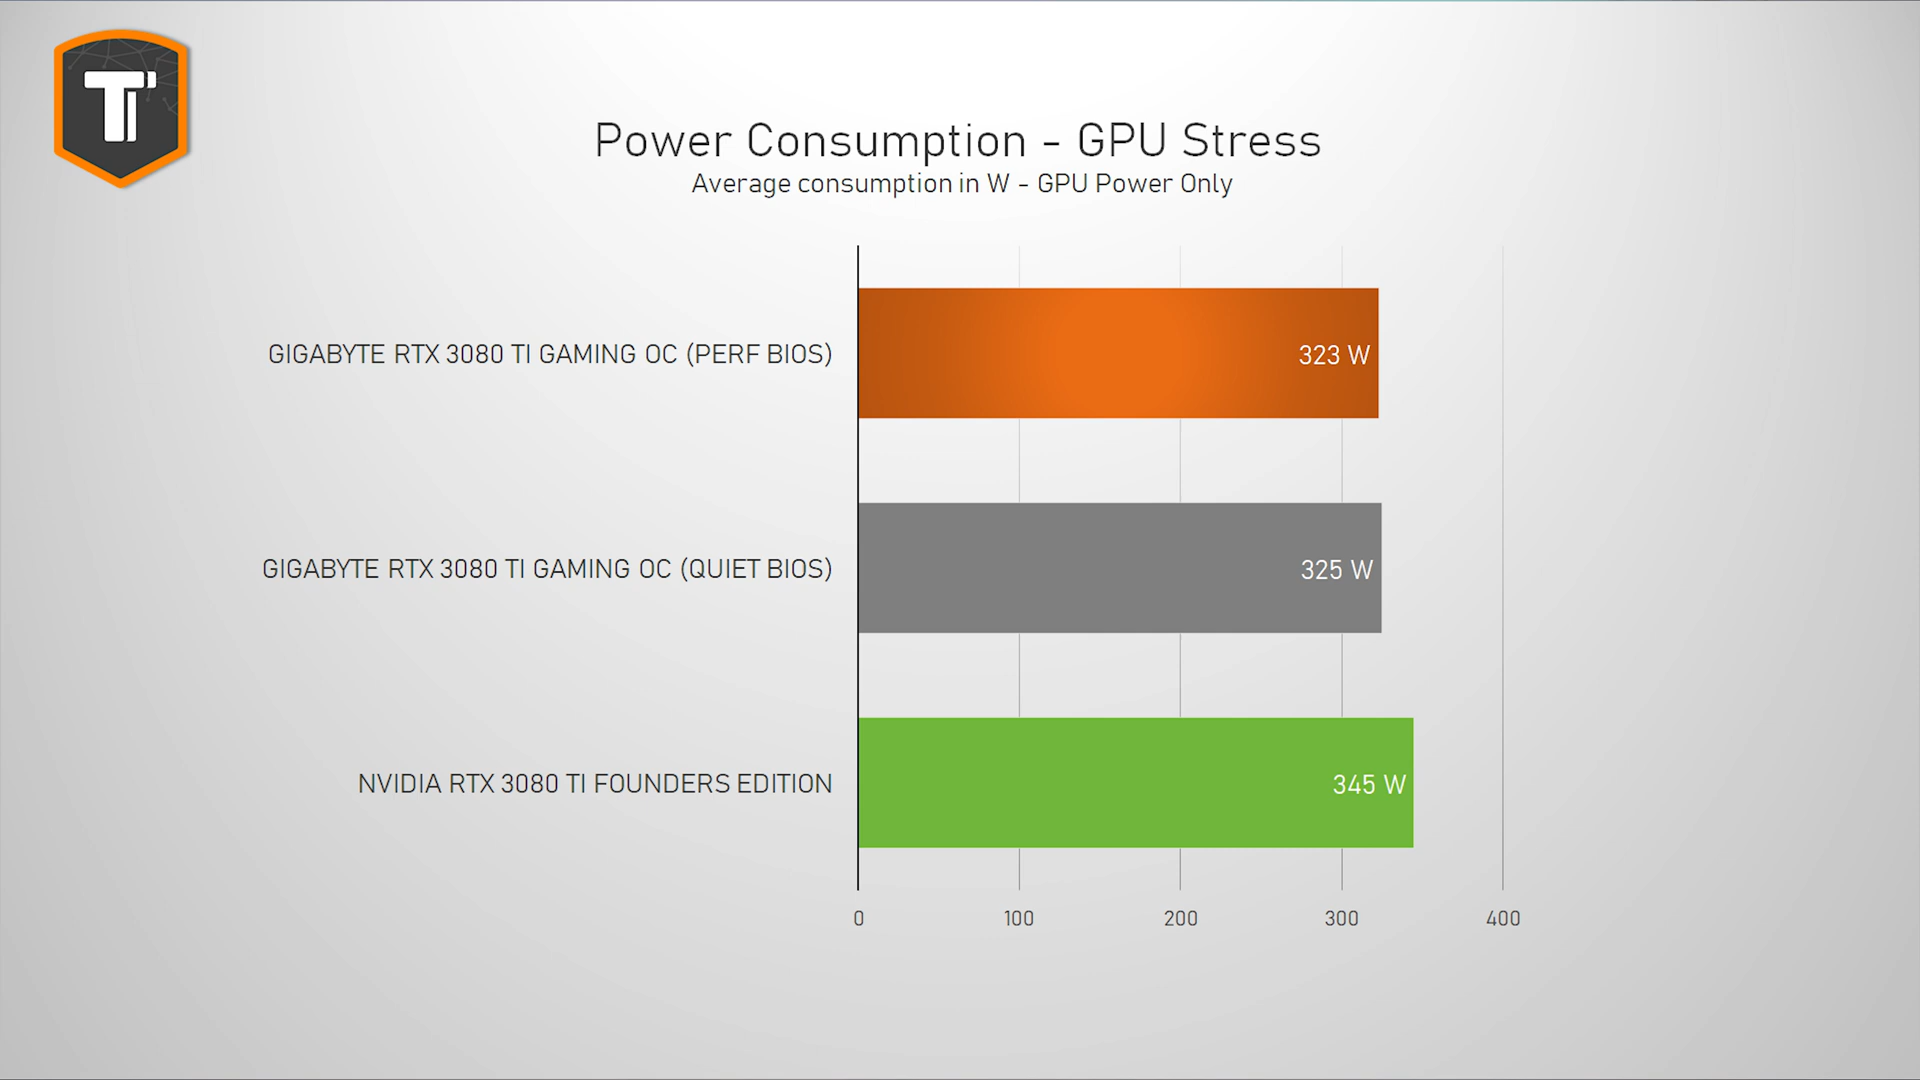 Ti
Power Consumption - GPU Stress
Average consumption in W - GPU Power Only
GIGABYTE RTX 3080 TI GAMING OC (PERF BIOS)
323 W
GIGABYTE RTX 3080 TI GAMING OC (QUIET BIOS)
325 W
NVIDIA RTX 3080 TI FOUNDERS EDITION
345 W
0 100 200 300 400